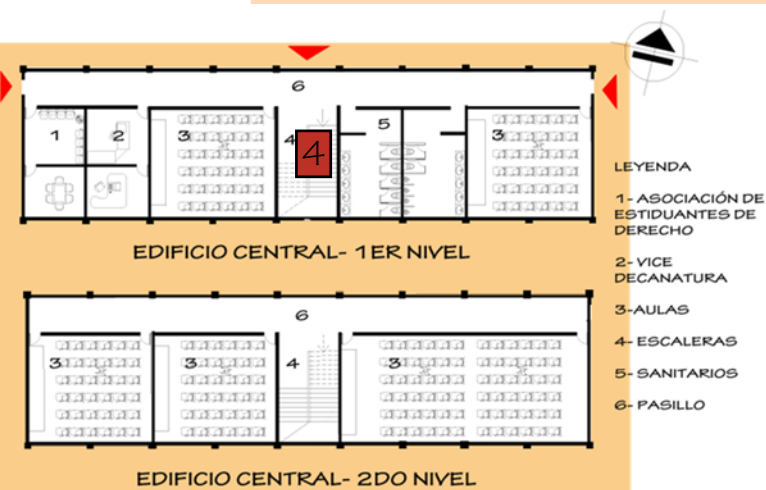 6
1
2
3
4
4
5
3
EDIFICIO CENTRAL- 1ER NIVEL
6
3
3
4
3
EDIFICIO CENTRAL- 2DO NIVEL
LEYENDA
1- ASOCIACIÓN DE
ESTIDUANTES DE
DERECHO
2- VICE
DECANATURA
3-AULAS
4- ESCALERAS
5- SANITARIOS
6- PASILLO